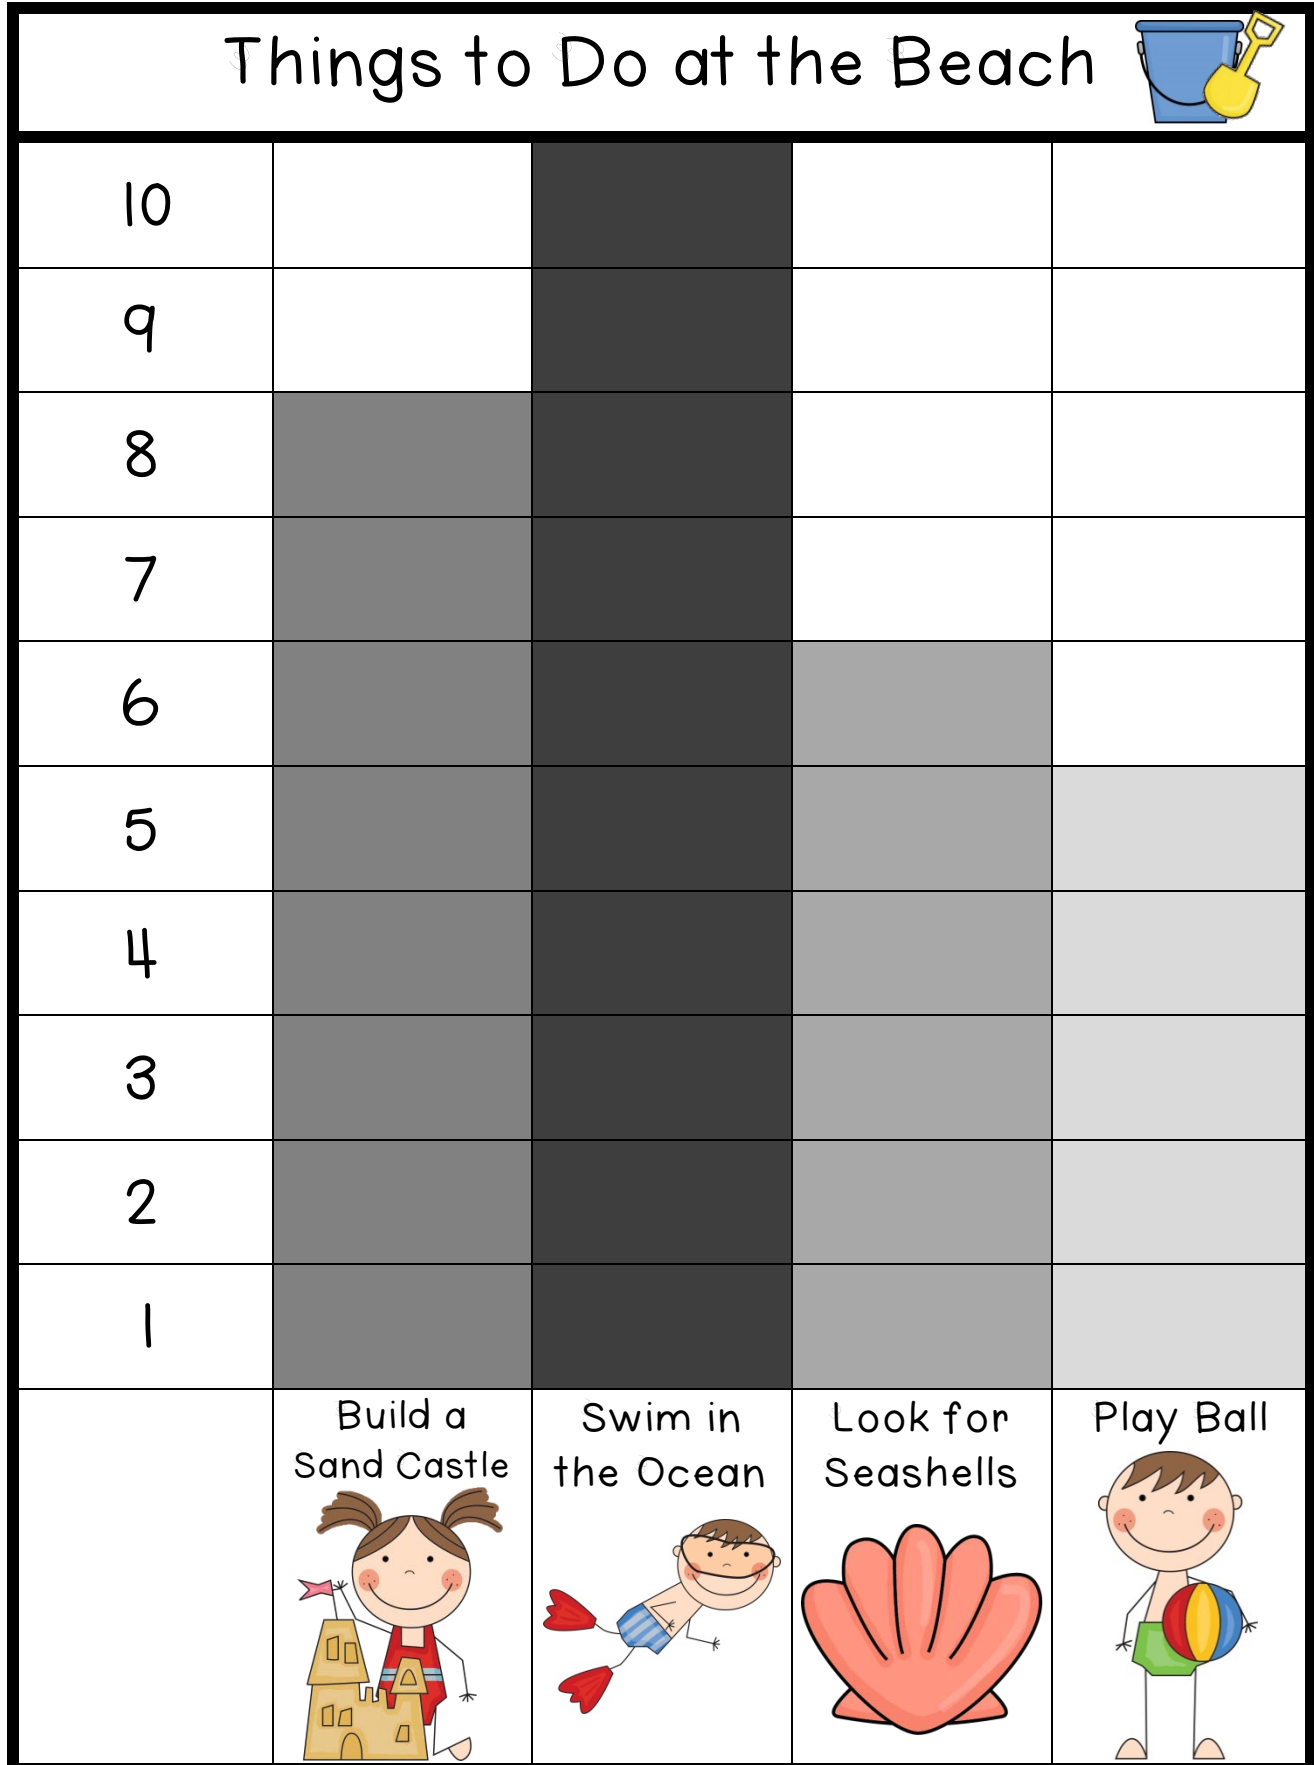 Things to Do at the Beach
10
9
8
7
6
5
4
3
2
1
Build a
Sand Castle
Swim in
the Ocean
Look for
Seashells
Play Ball